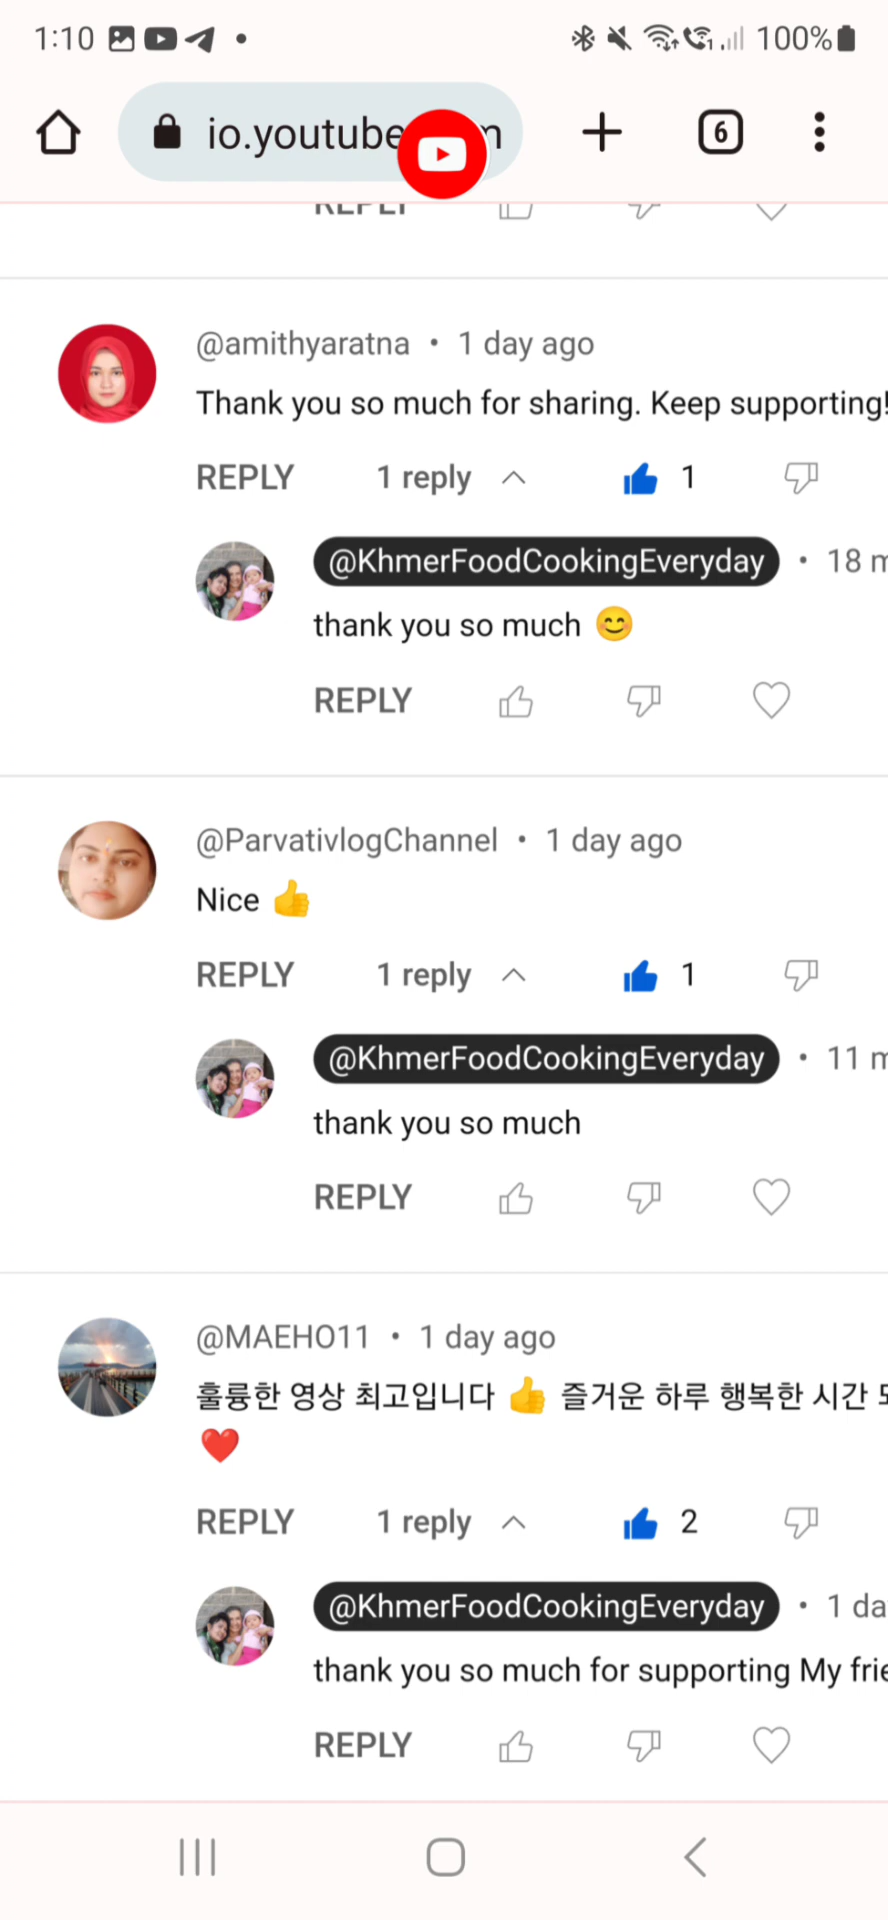 1:10
100%
io.youtube
6
@amithyaratna • 1 day ago
Thank you so much for sharing. Keep supporting!
REPLY 1 reply 1
@KhmerFoodCookingEveryday • 18 m
thank you so much 😊
REPLY
@ParvativlogChannel • 1 day ago
Nice 👍
REPLY 1 reply 1
@KhmerFoodCookingEveryday • 11 m
thank you so much
REPLY
@MAEHO11 • 1 day ago
훌륭한 영상 최고입니다 👍 즐거운 하루 행복한 시간
❤️
REPLY 1 reply 2
@KhmerFoodCookingEveryday • 1 da
thank you so much for supporting My frie
REPLY